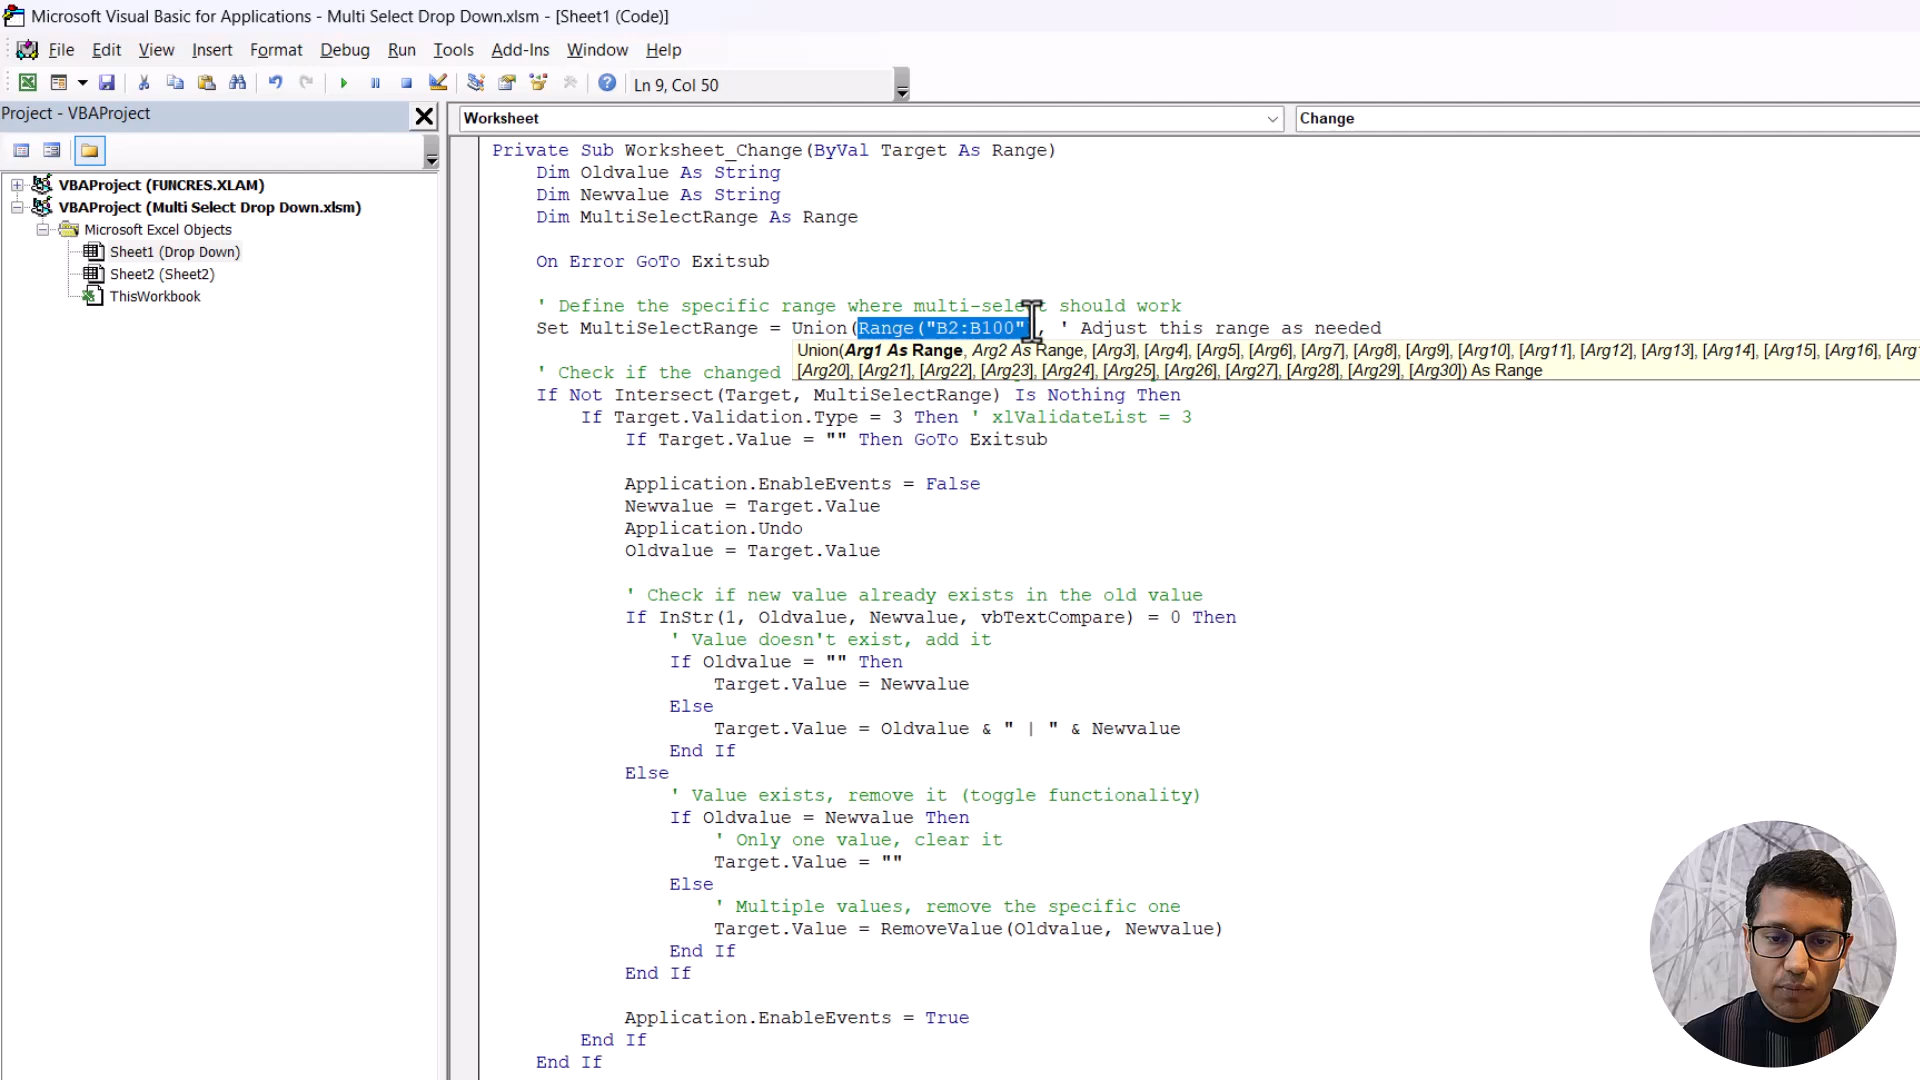 Microsoft Visual Basic for Applications - Multi Select Drop Down.xlsm - [Sheet1 (Code)]
File Edit View Insert Format Debug Run Tools Add-Ins Window Help
Ln 9, Col 50
Project - VBAProject
Worksheet
Change
VBAProject (FUNCRES.XLAM)
VBAProject (Multi Select Drop Down.xlsm)
Microsoft Excel Objects
Sheet1 (Drop Down)
Sheet2 (Sheet2)
ThisWorkbook
Private Sub Worksheet_Change(ByVal Target As Range)
Dim Oldvalue As String
Dim Newvalue As String
Dim MultiSelectRange As Range
On Error GoTo Exitsub
' Define the specific range where multi-select should work
Set MultiSelectRange = Union(Range("B2:B100"), ' Adjust this range as needed
Union(Arg1 As Range, Arg2 As Range, [Arg3], [Arg4], [Arg5], [Arg6], [Arg7], [Arg8], [Arg9], [Arg10], [Arg11], [Arg12], [Arg13], [Arg14], [Arg15], [Arg16],
[Arg20], [Arg21], [Arg22], [Arg23], [Arg24], [Arg25], [Arg26], [Arg27], [Arg28], [Arg29], [Arg30]) As Range
' Check if the changed
If Not Intersect(Target, MultiSelectRange) Is Nothing Then
If Target.Validation.Type = 3 Then ' xlValidateList = 3
If Target.Value = "" Then GoTo Exitsub
Application.EnableEvents = False
Newvalue = Target.Value
Application.Undo
Oldvalue = Target.Value
' Check if new value already exists in the old value
If InStr(1, Oldvalue, Newvalue, vbTextCompare) = 0 Then
' Value doesn't exist, add it
If Oldvalue = "" Then
Target.Value = Newvalue
Else
Target.Value = Oldvalue & " | " & Newvalue
End If
Else
' Value exists, remove it (toggle functionality)
If Oldvalue = Newvalue Then
' Only one value, clear it
Target.Value = ""
Else
' Multiple values, remove the specific one
Target.Value = RemoveValue(Oldvalue, Newvalue)
End If
End If
Application.EnableEvents = True
End If
End If